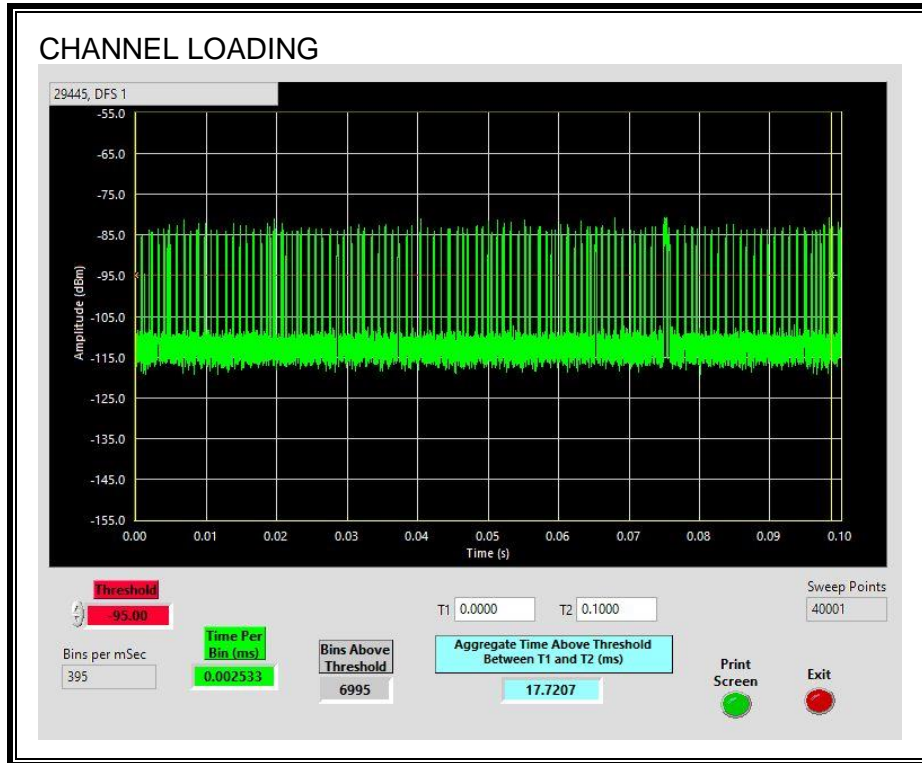 CHANNEL LOADING
29445, DFS 1
-55.0
-65.0
-75.0
-85.0
-95.0
-105.0
-115.0
-125.0
-135.0
-145.0
-155.0
Amplitude (dBm)
0.00 0.01 0.02 0.03 0.04 0.05 0.06 0.07 0.08 0.09 0.10
Time (s)
Threshold
-95.00
T1 0.0000 T2 0.1000
Sweep Points
40001
Bins per mSec
395
Time Per
Bin (ms)
0.002533
Bins Above
Threshold
6995
Aggregate Time Above Threshold
Between T1 and T2 (ms)
17.7207
Print
Screen
Exit